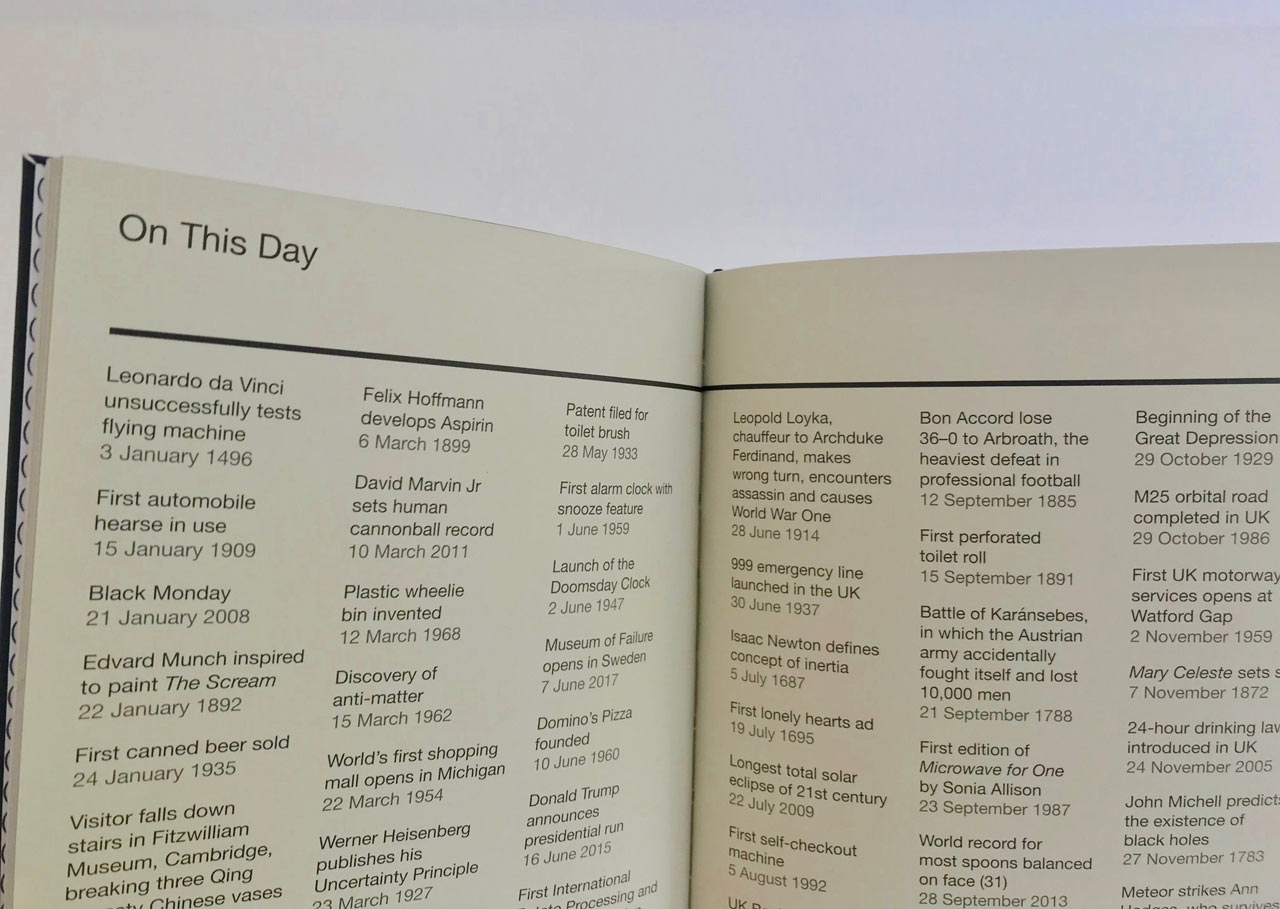 On This Day
Leonardo da Vinci
unsuccessfully tests
flying machine
3 January 1496
First automobile
hearse in use
15 January 1909
Black Monday
21 January 2008
Edvard Munch inspired
to paint The Scream
22 January 1892
First canned beer sold
24 January 1935
Visitor falls down
stairs in Fitzwilliam
Museum, Cambridge,
breaking three Qing
Chinese vases
Felix Hoffmann
develops Aspirin
6 March 1899
David Marvin Jr
sets human
cannonball record
10 March 2011
Plastic wheelie
bin invented
12 March 1968
Discovery of
anti-matter
15 March 1962
World's first shopping
mall opens in Michigan
22 March 1954
Werner Heisenberg
publishes his
Uncertainty Principle
23 March 1927
Patent filed for
toilet brush
28 May 1933
First alarm clock with
snooze feature
1 June 1959
Launch of the
Doomsday Clock
2 June 1947
Museum of Failure
opens in Sweden
7 June 2017
Domino's Pizza
founded
10 June 1960
Donald Trump
announces
presidential run
16 June 2015
First International
Processing and
Leopold Loyka,
chauffeur to Archduke
Ferdinand, makes
wrong turn, encounters
assassin and causes
World War One
28 June 1914
999 emergency line
launched in the UK
30 June 1937
Isaac Newton defines
concept of inertia
5 July 1687
First lonely hearts ad
19 July 1695
Longest total solar
eclipse of 21st century
22 July 2009
First self-checkout
machine
5 August 1992
UK
Bon Accord lose
36–0 to Arbroath, the
heaviest defeat in
professional football
12 September 1885
First perforated
toilet roll
15 September 1891
Battle of Karánsebes,
in which the Austrian
army accidentally
fought itself and lost
10,000 men
21 September 1788
First edition of
Microwave for One
by Sonia Allison
23 September 1987
World record for
most spoons balanced
on face (31)
28 September 2013
Beginning of the
Great Depression
29 October 1929
M25 orbital road
completed in UK
29 October 1986
First UK motorway
services opens at
Watford Gap
2 November 1959
Mary Celeste sets
7 November 1872
24-hour drinking
introduced in UK
24 November 2005
John Michell predicts
the existence of
black holes
27 November 1783
Meteor strikes Ann
who survives